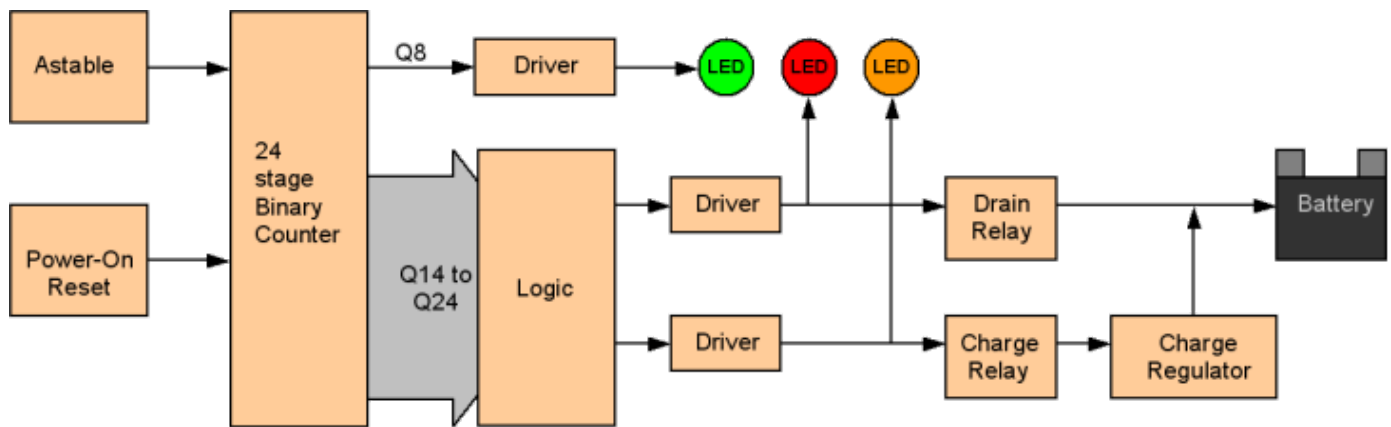 Astable
24
stage
Binary
Counter
Q8
Driver
LED
LED
LED
Power-On
Reset
Q14 to
Q24
Logic
Driver
Drain
Relay
Battery
Driver
Charge
Relay
Charge
Regulator